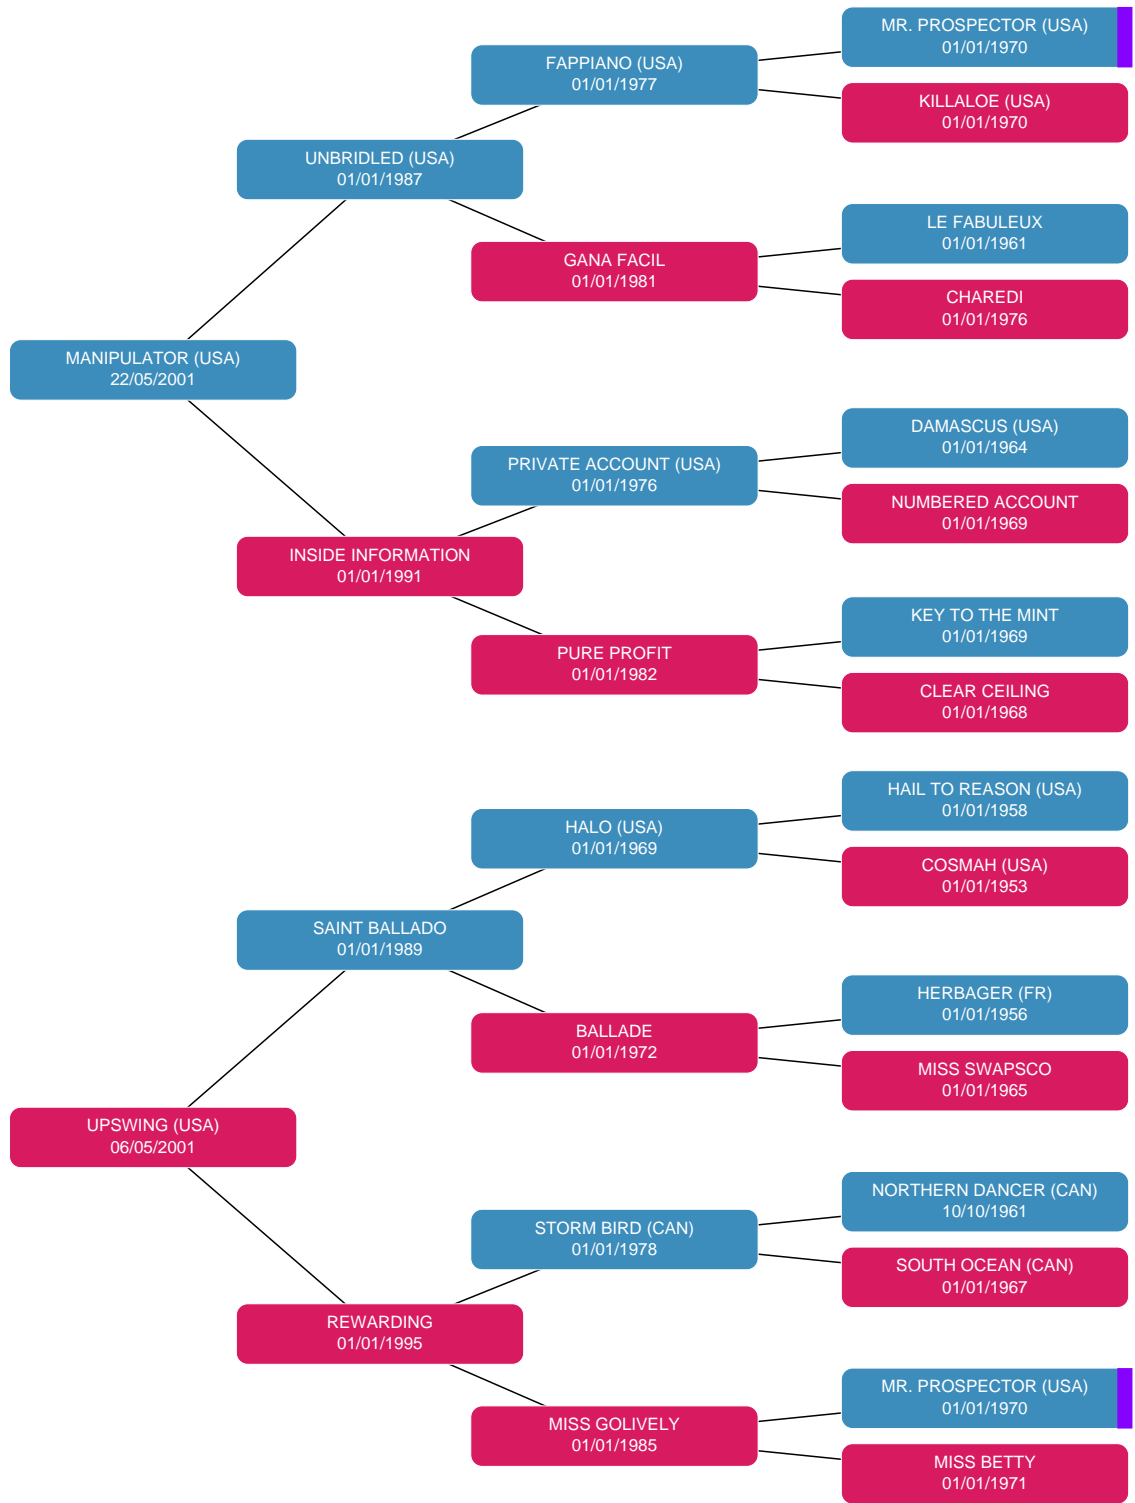 MR. PROSPECTOR (USA)
01/01/1970
FAPPIANO (USA)
01/01/1977
KILLALOE (USA)
01/01/1970
UNBRIDLED (USA)
01/01/1987
LE FABULEUX
01/01/1961
GANA FACIL
01/01/1981
CHAREDI
01/01/1976
MANIPULATOR (USA)
22/05/2001
DAMASCUS (USA)
01/01/1964
PRIVATE ACCOUNT (USA)
01/01/1976
NUMBERED ACCOUNT
01/01/1969
INSIDE INFORMATION
01/01/1991
KEY TO THE MINT
01/01/1969
PURE PROFIT
01/01/1982
CLEAR CEILING
01/01/1968
HAIL TO REASON (USA)
01/01/1958
HALO (USA)
01/01/1969
COSMAH (USA)
01/01/1953
SAINT BALLADO
01/01/1989
HERBAGER (FR)
01/01/1956
BALLADE
01/01/1972
MISS SWAPSCO
01/01/1965
UPSWING (USA)
06/05/2001
NORTHERN DANCER (CAN)
10/10/1961
STORM BIRD (CAN)
01/01/1978
SOUTH OCEAN (CAN)
01/01/1967
REWARDING
01/01/1995
MR. PROSPECTOR (USA)
01/01/1970
MISS GOLIVELY
01/01/1985
MISS BETTY
01/01/1971